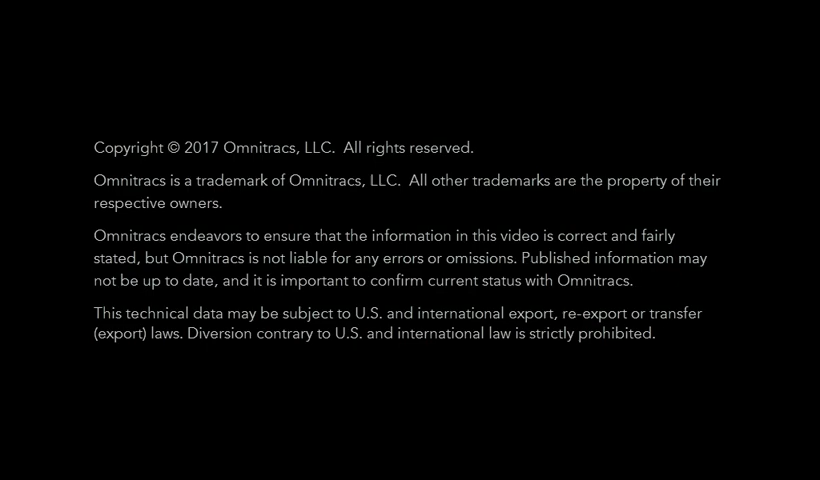 Copyright © 2017 Omnitracs, LLC.  All rights reserved.
Omnitracs is a trademark of Omnitracs, LLC.  All other trademarks are the property of their
respective owners.
Omnitracs endeavors to ensure that the information in this video is correct and fairly
stated, but Omnitracs is not liable for any errors or omissions. Published information may
not be up to date, and it is important to confirm current status with Omnitracs.
This technical data may be subject to U.S. and international export, re-export or transfer
(export) laws. Diversion contrary to U.S. and international law is strictly prohibited.